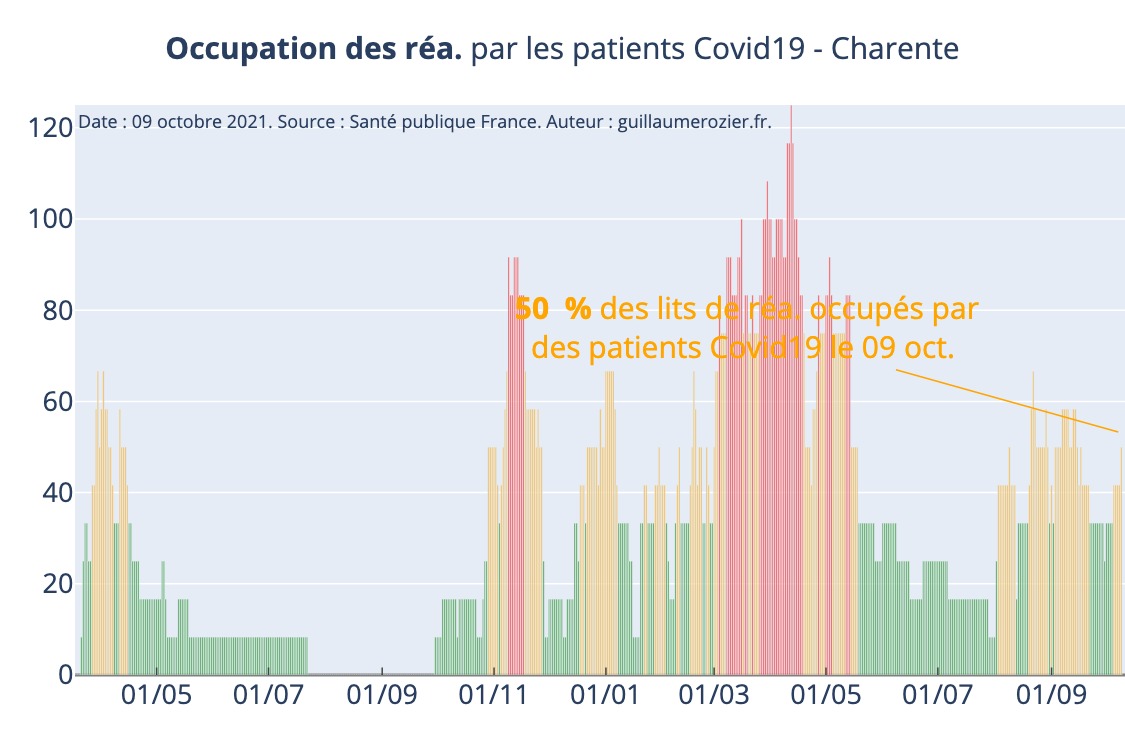 Occupation des réa. par les patients Covid19 - Charente
Date : 09 octobre 2021. Source : Santé publique France. Auteur : guillaumerozier.fr.
120
100
80
60
40
20
0
50 % des lits de réa. occupés par
des patients Covid19 le 09 oct.
01/05 01/07 01/09 01/11 01/01 01/03 01/05 01/07 01/09